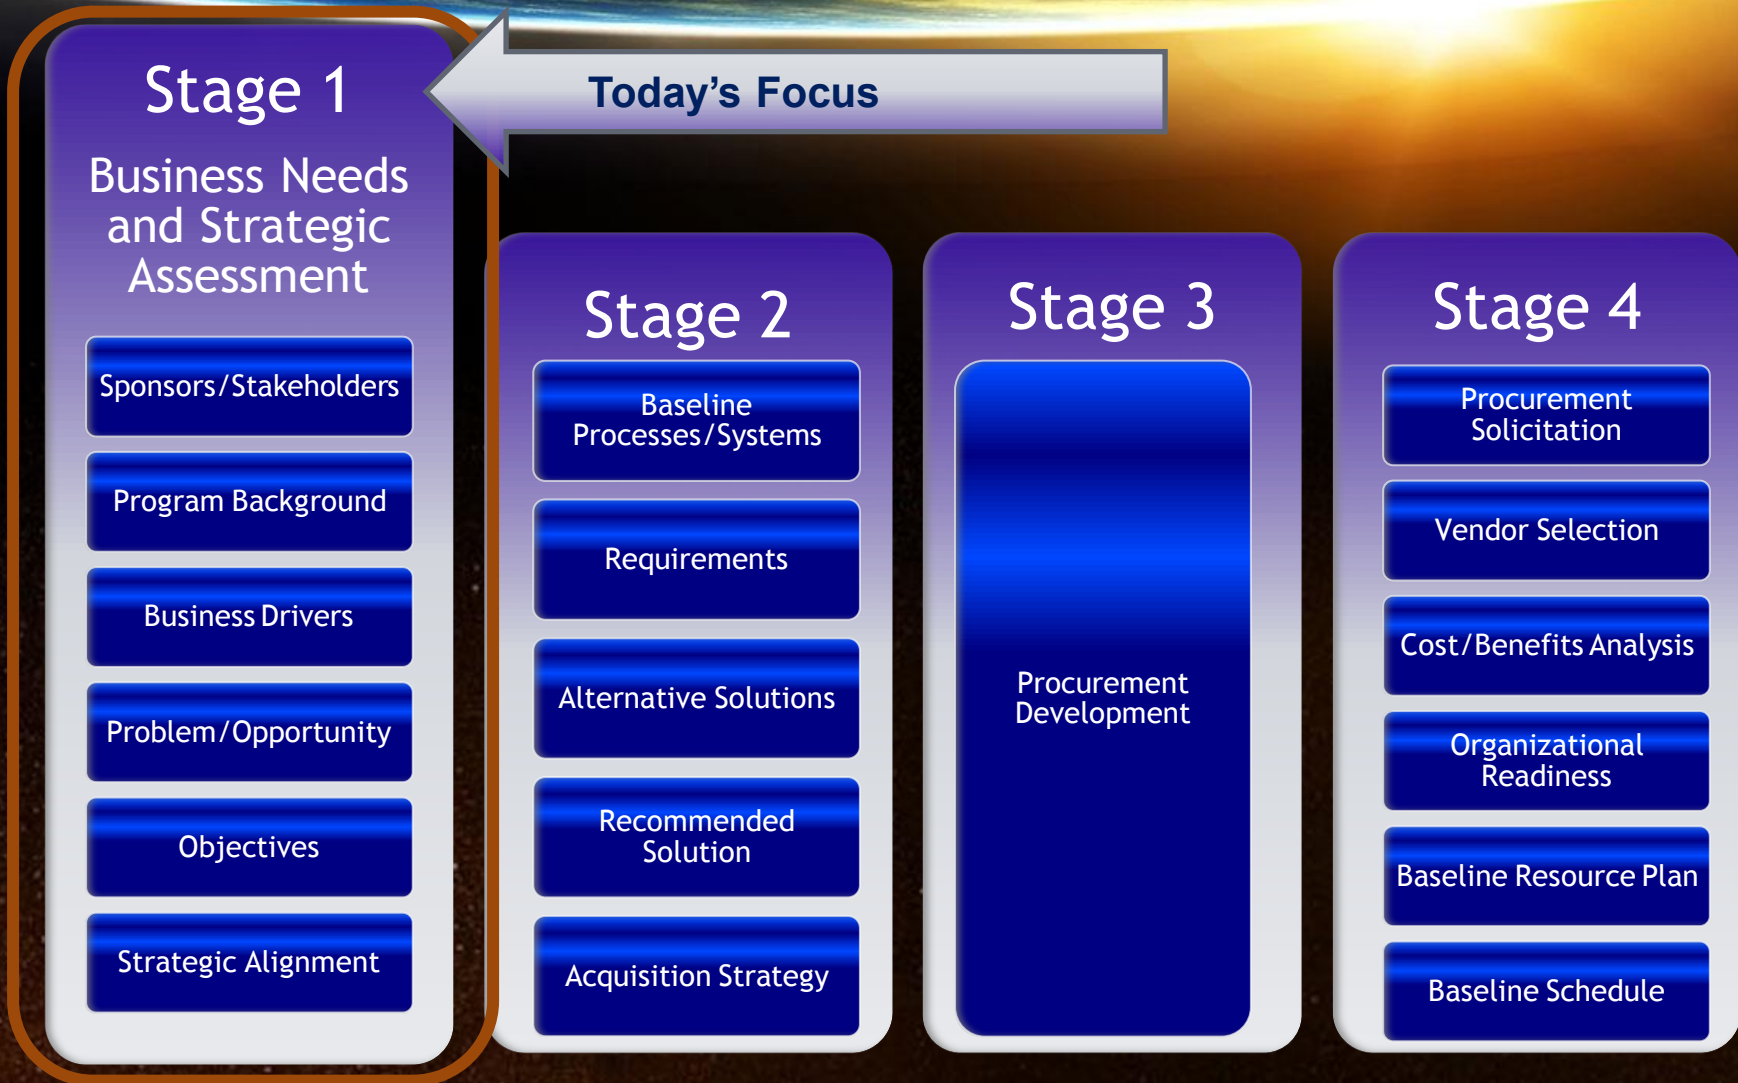 Stage 1
Today’s Focus
Business Needs
and Strategic
Assessment
Sponsors/Stakeholders
Program Background
Business Drivers
Problem/Opportunity
Objectives
Strategic Alignment
Stage 2
Baseline
Processes/Systems
Requirements
Alternative Solutions
Recommended
Solution
Acquisition Strategy
Stage 3
Procurement
Development
Stage 4
Procurement
Solicitation
Vendor Selection
Cost/Benefits Analysis
Organizational
Readiness
Baseline Resource Plan
Baseline Schedule